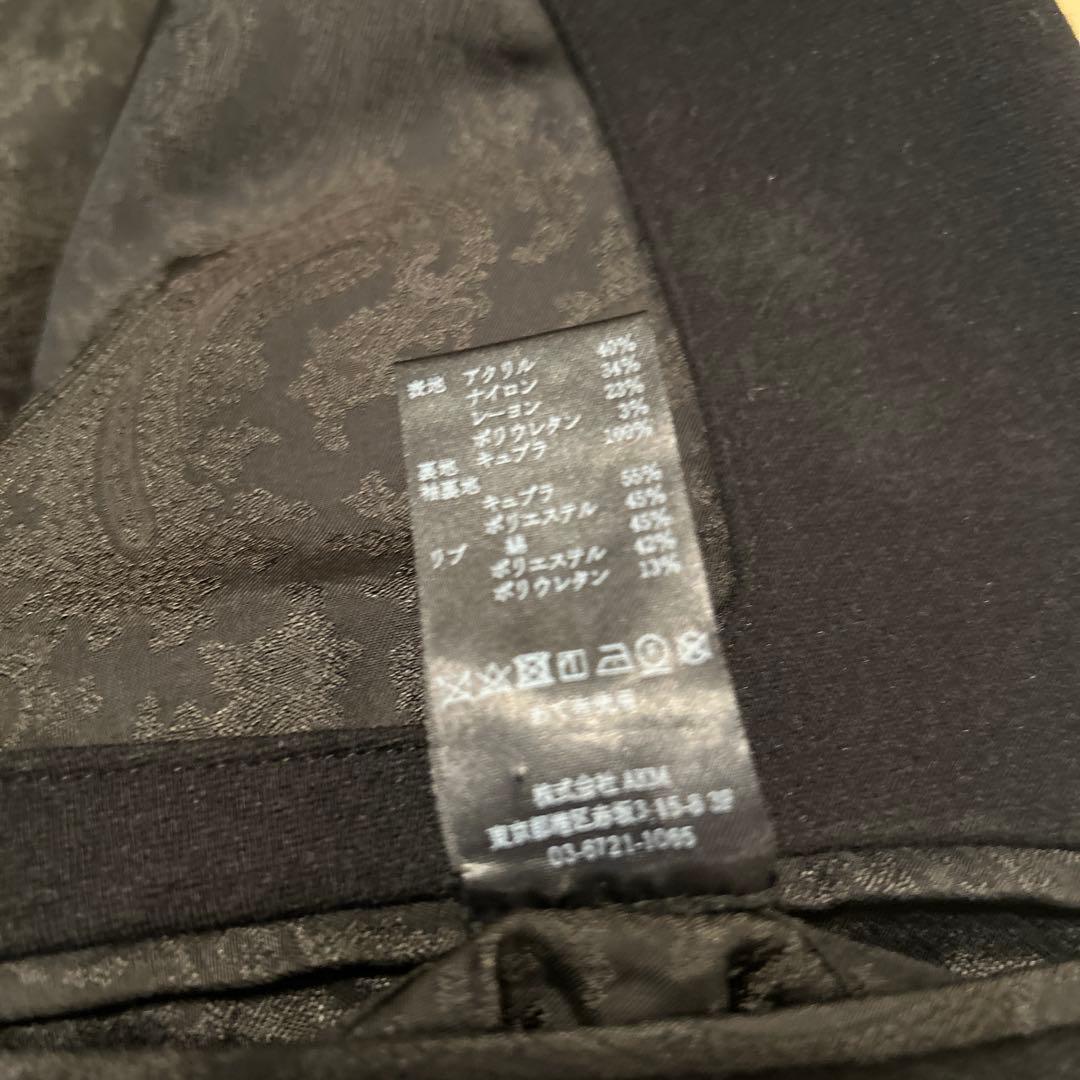 表地 アクリル 40%
ナイロン 34%
レーヨン 23%
ポリウレタン 3%
裏地 キュプラ 100%
袖裏地
キュプラ 55%
ポリエステル 45%
リブ 綿 45%
ポリエステル 42%
ポリウレタン 13%
株式会社 AKM
東京都港区赤坂
03-6721-1065